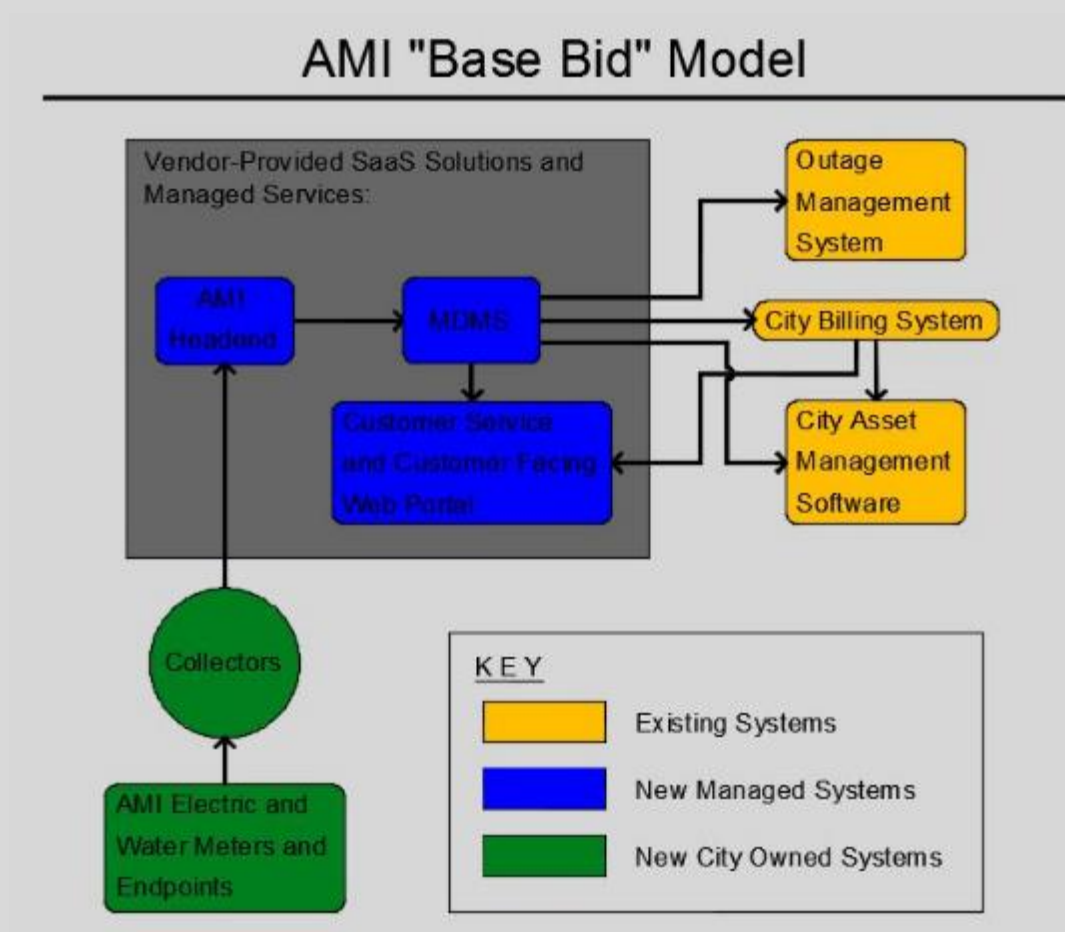 AMI "Base Bid" Model
Vendor-Provided SaaS Solutions and
Managed Services:
Outage
Management
System
AMI
Headend
MDMS
City Billing System
Customer Service
and Customer Facing
Web Portal
City Asset
Management
Software
Collectors
AMI Electric and
Water Meters and
Endpoints
KEY
Existing Systems
New Managed Systems
New City Owned Systems